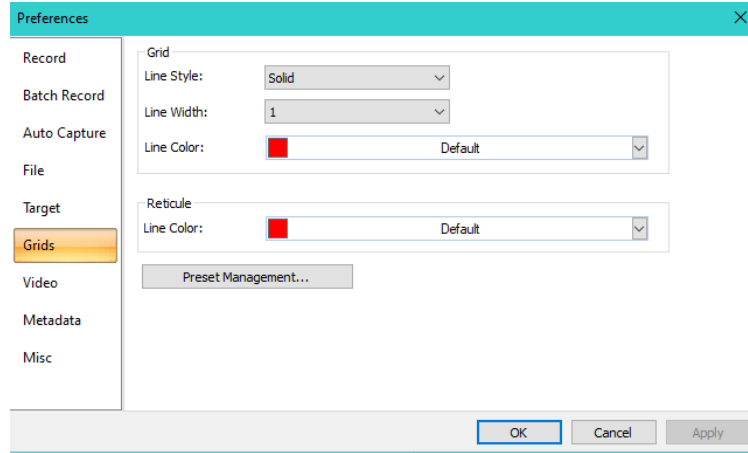 Preferences
Record
Batch Record
Auto Capture
File
Target
Grids
Video
Metadata
Misc
Grid
Line Style: Solid
Line Width: 1
Line Color: Default
Reticule
Line Color: Default
Preset Management...
OK Cancel Apply